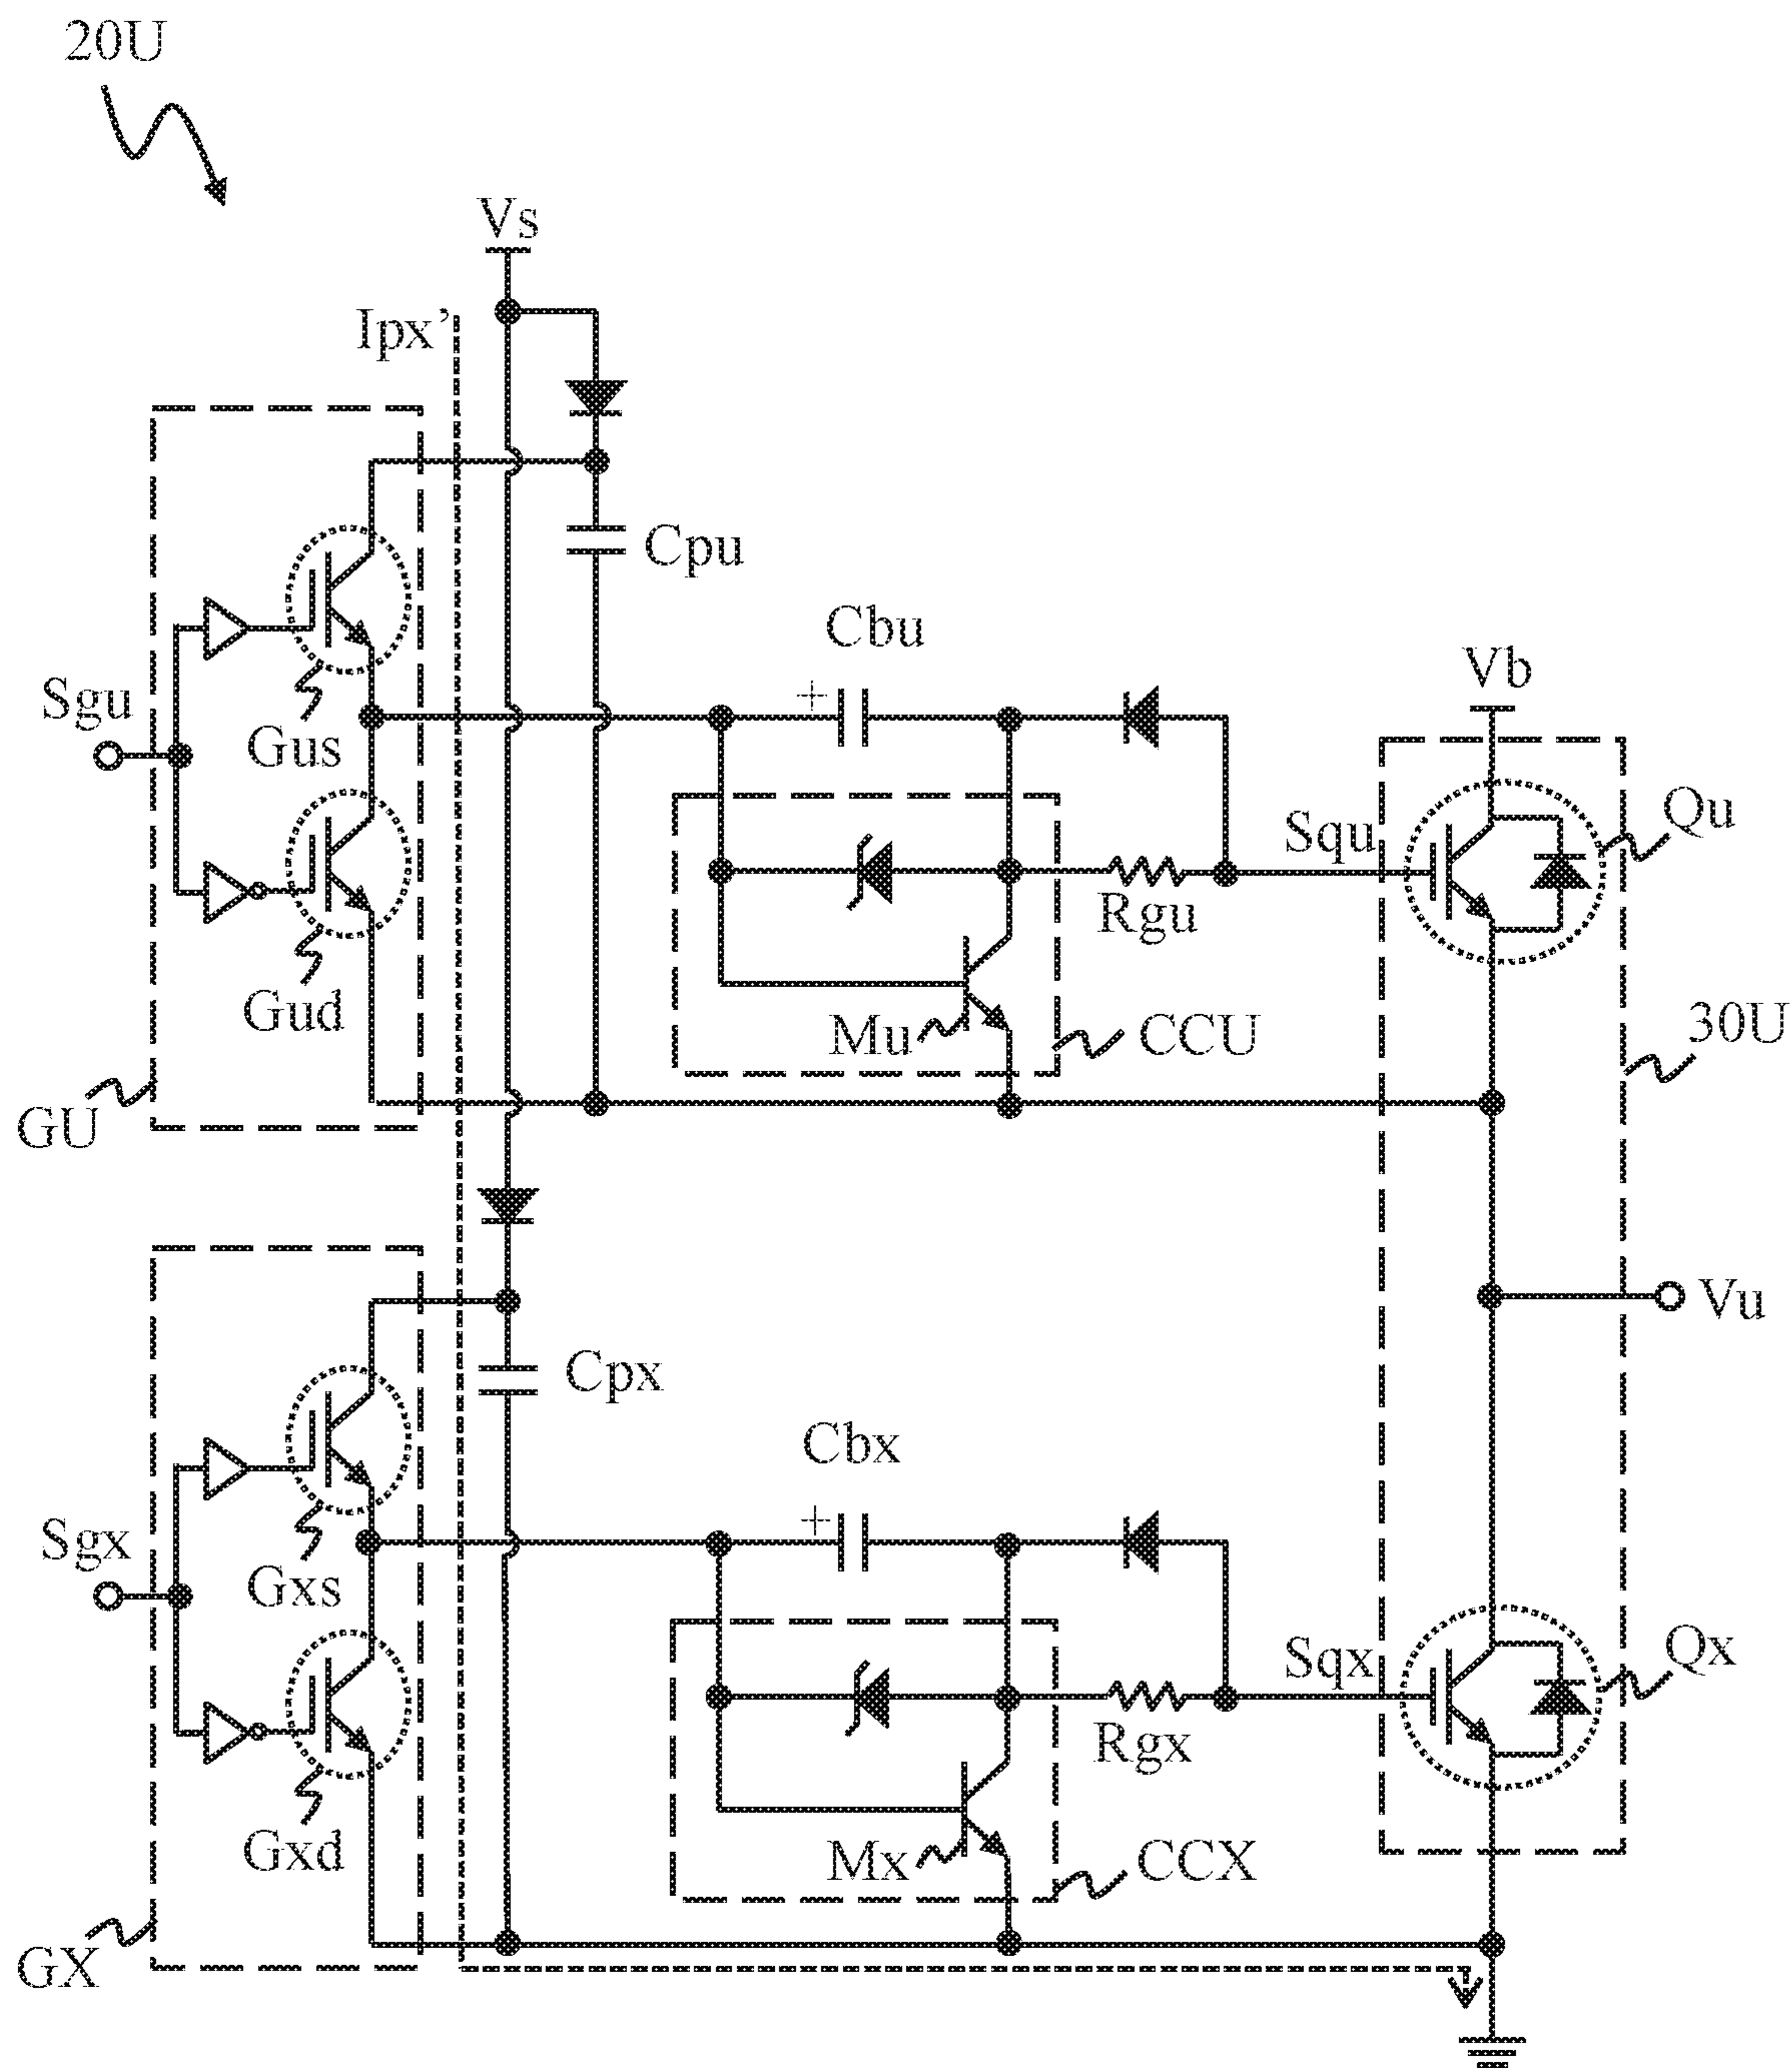 20U
Vs
Ipx’
Cpu
Cbu
+
Vb
Sgu
Gus
Squ
Qu
Rgu
Gud
Mu
CCU
30U
GU
Vu
Cpx
Cbx
+
Sgx
Gxs
Sqx
Qx
Rgx
Gxd
Mx
CCX
GX